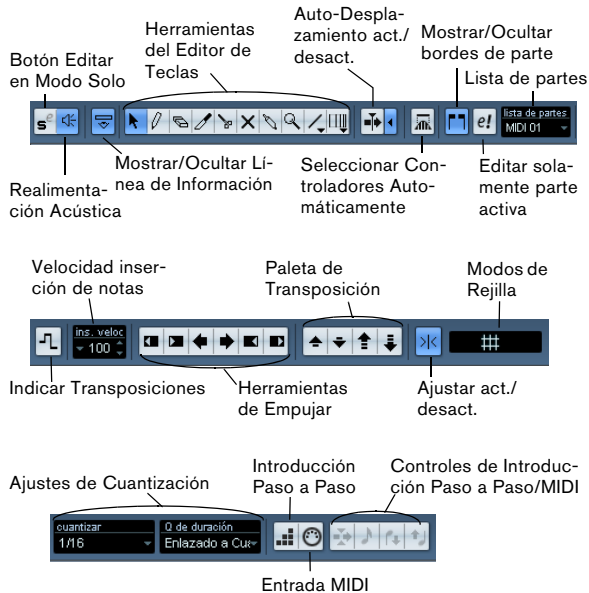 Herramientas
del Editor de
Teclas
Auto-Despla-
zamiento act./
desact.
Mostrar/Ocultar
bordes de parte
Lista de partes
Botón Editar
en Modo Solo
lista de partes
MIDI 01
Realimenta-
ción Acústica
Mostrar/Ocultar Lí-
nea de Información
Seleccionar Con-
troladores Auto-
máticamente
Editar sola-
mente parte
activa
Velocidad inser-
ción de notas
Paleta de
Transposición
Modos de
Rejilla
ins. veloc
100
Indicar Transposiciones
Herramientas
de Empujar
Ajustar act./
desact.
Ajustes de Cuantización
Introducción
Paso a Paso
Controles de Introduc-
ción Paso a Paso/MIDI
cuantizar
1/16
Q de duración
Enlazado a Cua
Entrada MIDI